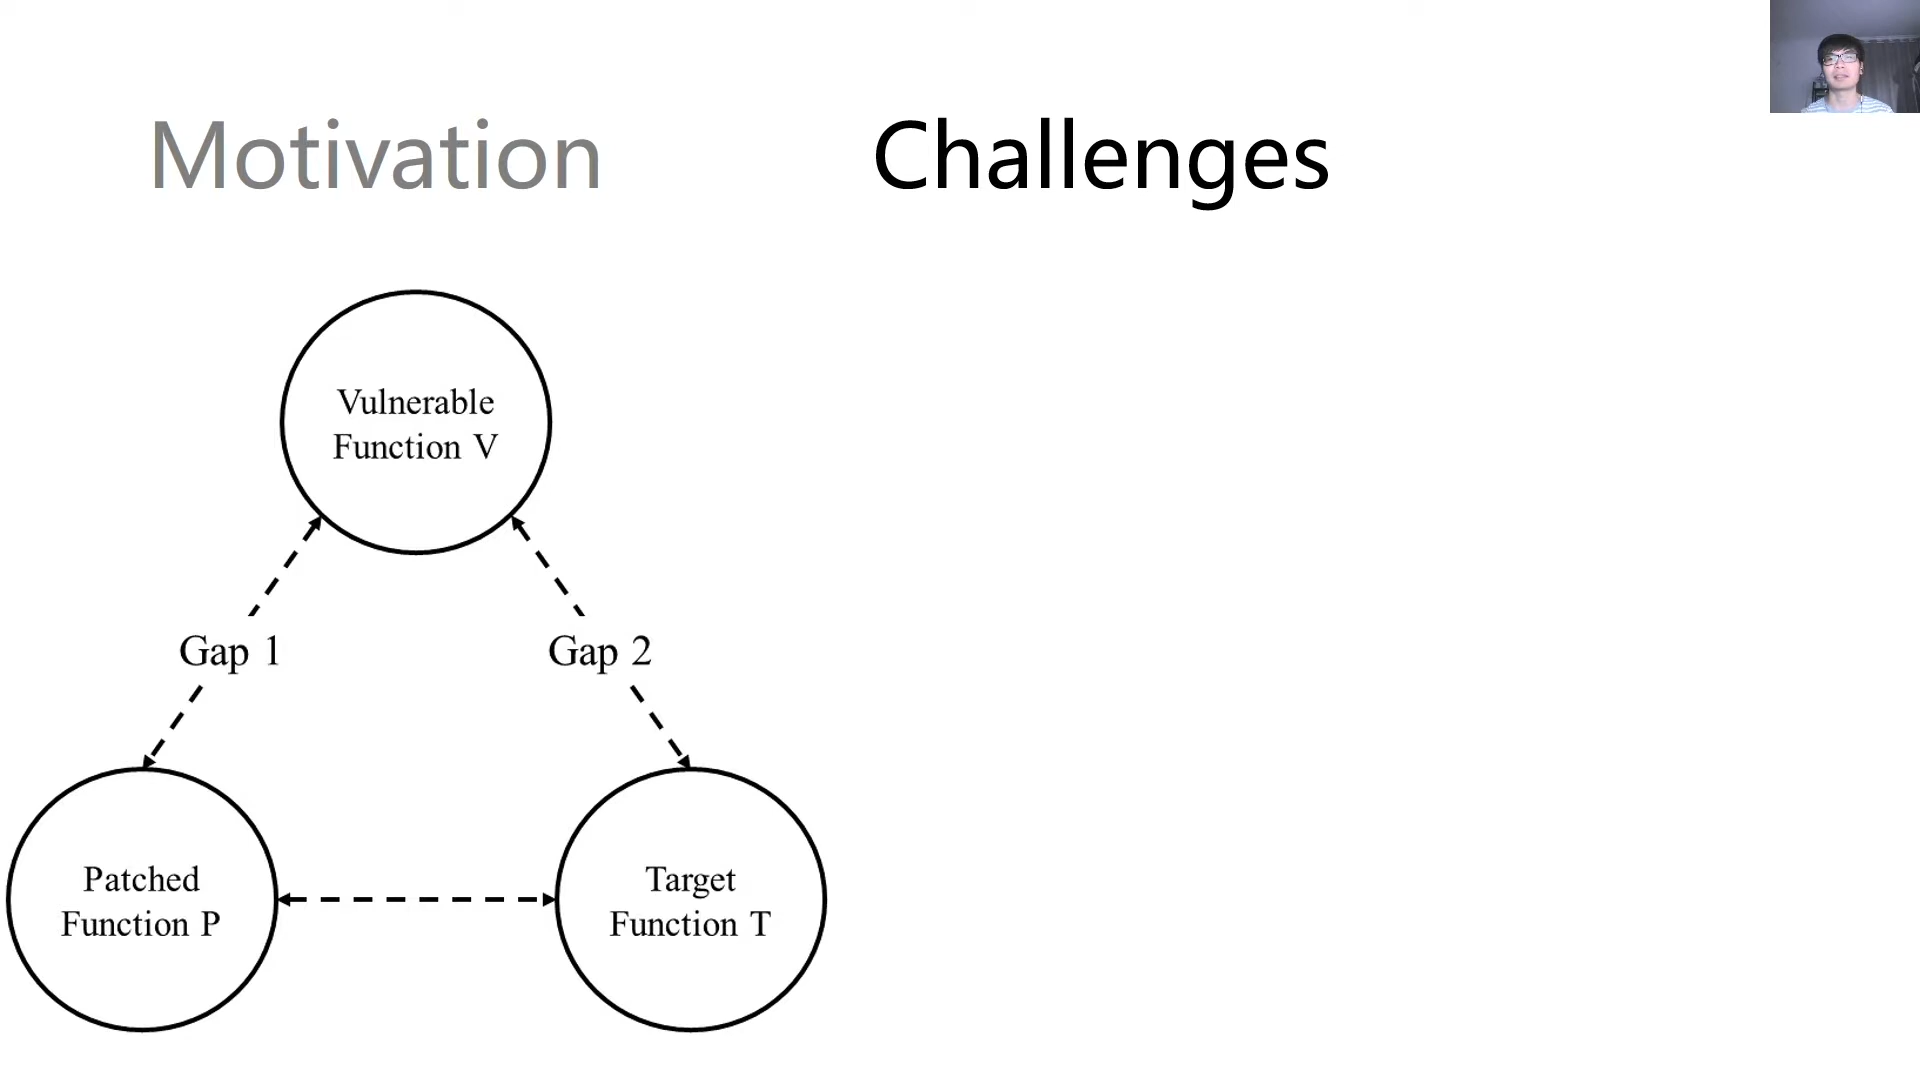 Motivation
Challenges
Vulnerable
Function V
Gap 1
Gap 2
Patched
Function P
Target
Function T